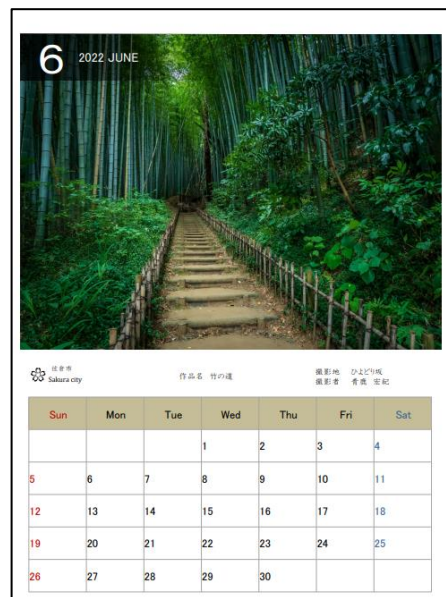 6 2022 JUNE
佐倉市
Sakura city
作品名 竹の道
撮影地 ひよどり坂
撮影者 青鹿 宏紀
Sun Mon Tue Wed Thu Fri Sat
1 2 3 4
5 6 7 8 9 10 11
12 13 14 15 16 17 18
19 20 21 22 23 24 25
26 27 28 29 30